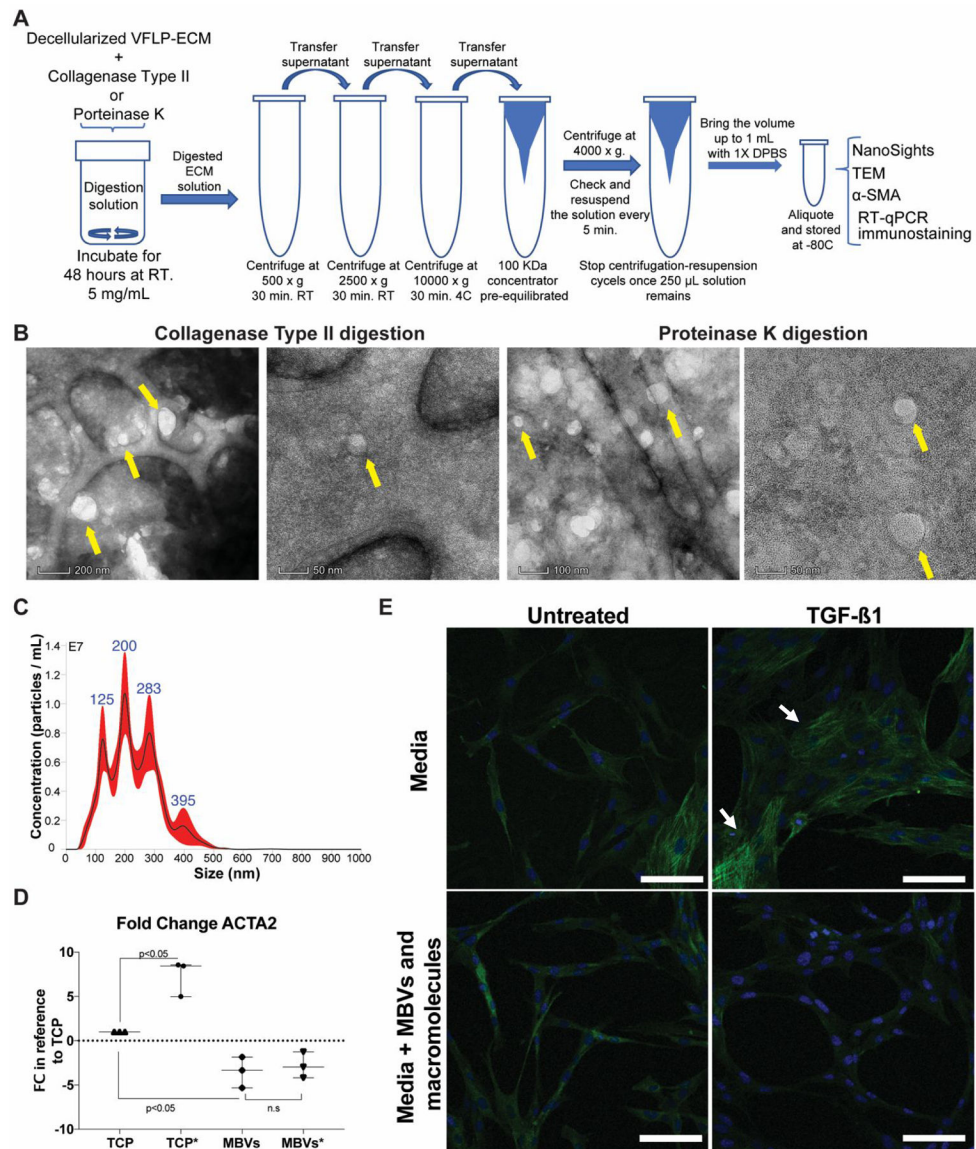 A
Decellularized VFLP-ECM
+
Collagenase Type II
or
Porteinase K
Digestion
solution
Incubate for
48 hours at RT.
5 mg/mL
Digested
ECM
solution
Transfer
supernatant
Transfer
supernatant
Transfer
supernatant
Centrifuge at
500 x g
30 min. RT
Centrifuge at
2500 x g
30 min. RT
Centrifuge at
10000 x g
30 min. 4C
100 KDa
concentrator
pre-equilibrated
Centrifuge at
4000 x g.
Check and
resuspend
the solution every
5 min.
Stop centrifugation-resupension
cycels once 250 µL solution
remains
Bring the volume
up to 1 mL
with 1X DPBS
Aliquote
and stored
at -80C
NanoSights
TEM
α-SMA
RT-qPCR
immunostaining
B
Collagenase Type II digestion
Proteinase K digestion
200 nm
50 nm
100 nm
50 nm
C
E7
Concentration (particles / mL)
1.4
1.2
1.0
0.8
0.6
0.4
0.2
0
125
200
283
395
0 100 200 300 400 500 600 700 800 900 1000
Size (nm)
D
Fold Change ACTA2
FC in reference
to TCP
10
5
0
-5
-10
p<0.05
p<0.05
n.s
TCP TCP* MBVs MBVs*
E
Untreated
TGF-ß1
Media
Media + MBVs and
macromolecules